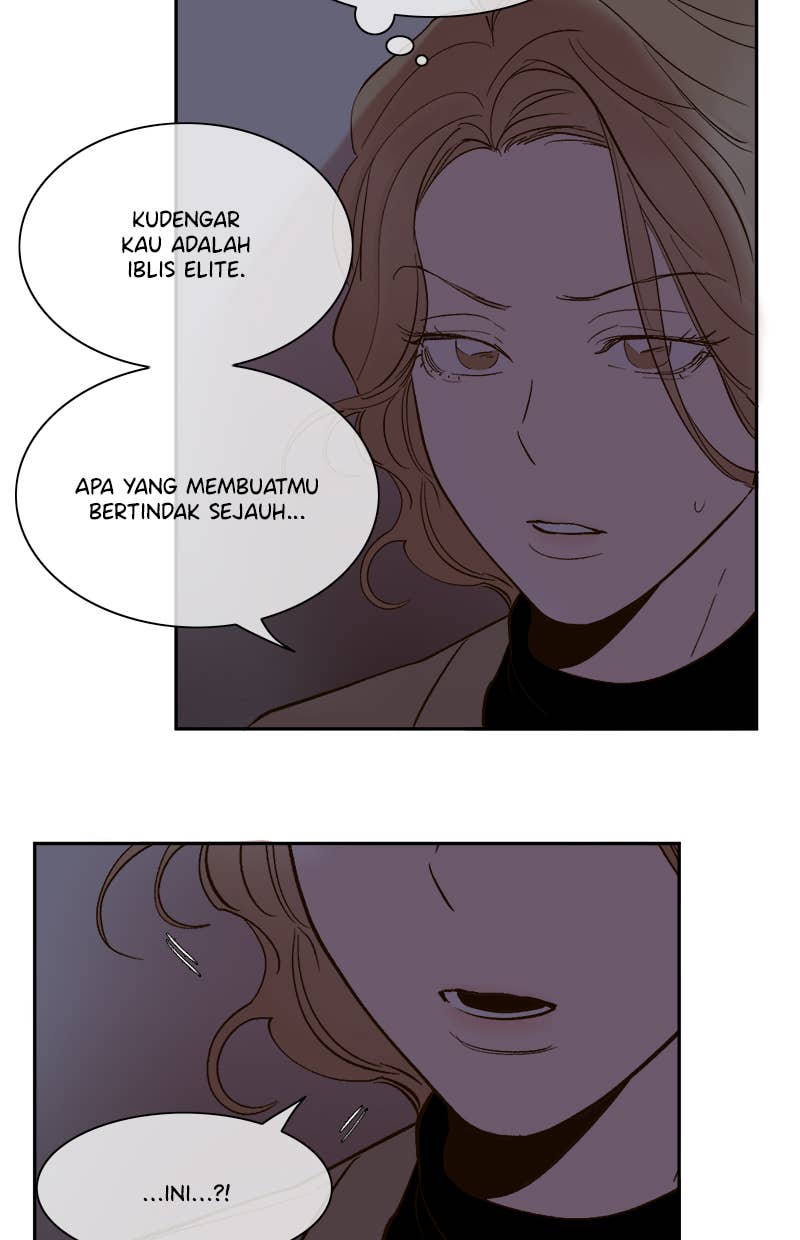 KUDENGAR
KAU ADALAH
IBLIS ELITE.
APA YANG MEMBUATMU
BERTINDAK SEJAUH...
...INI...?!